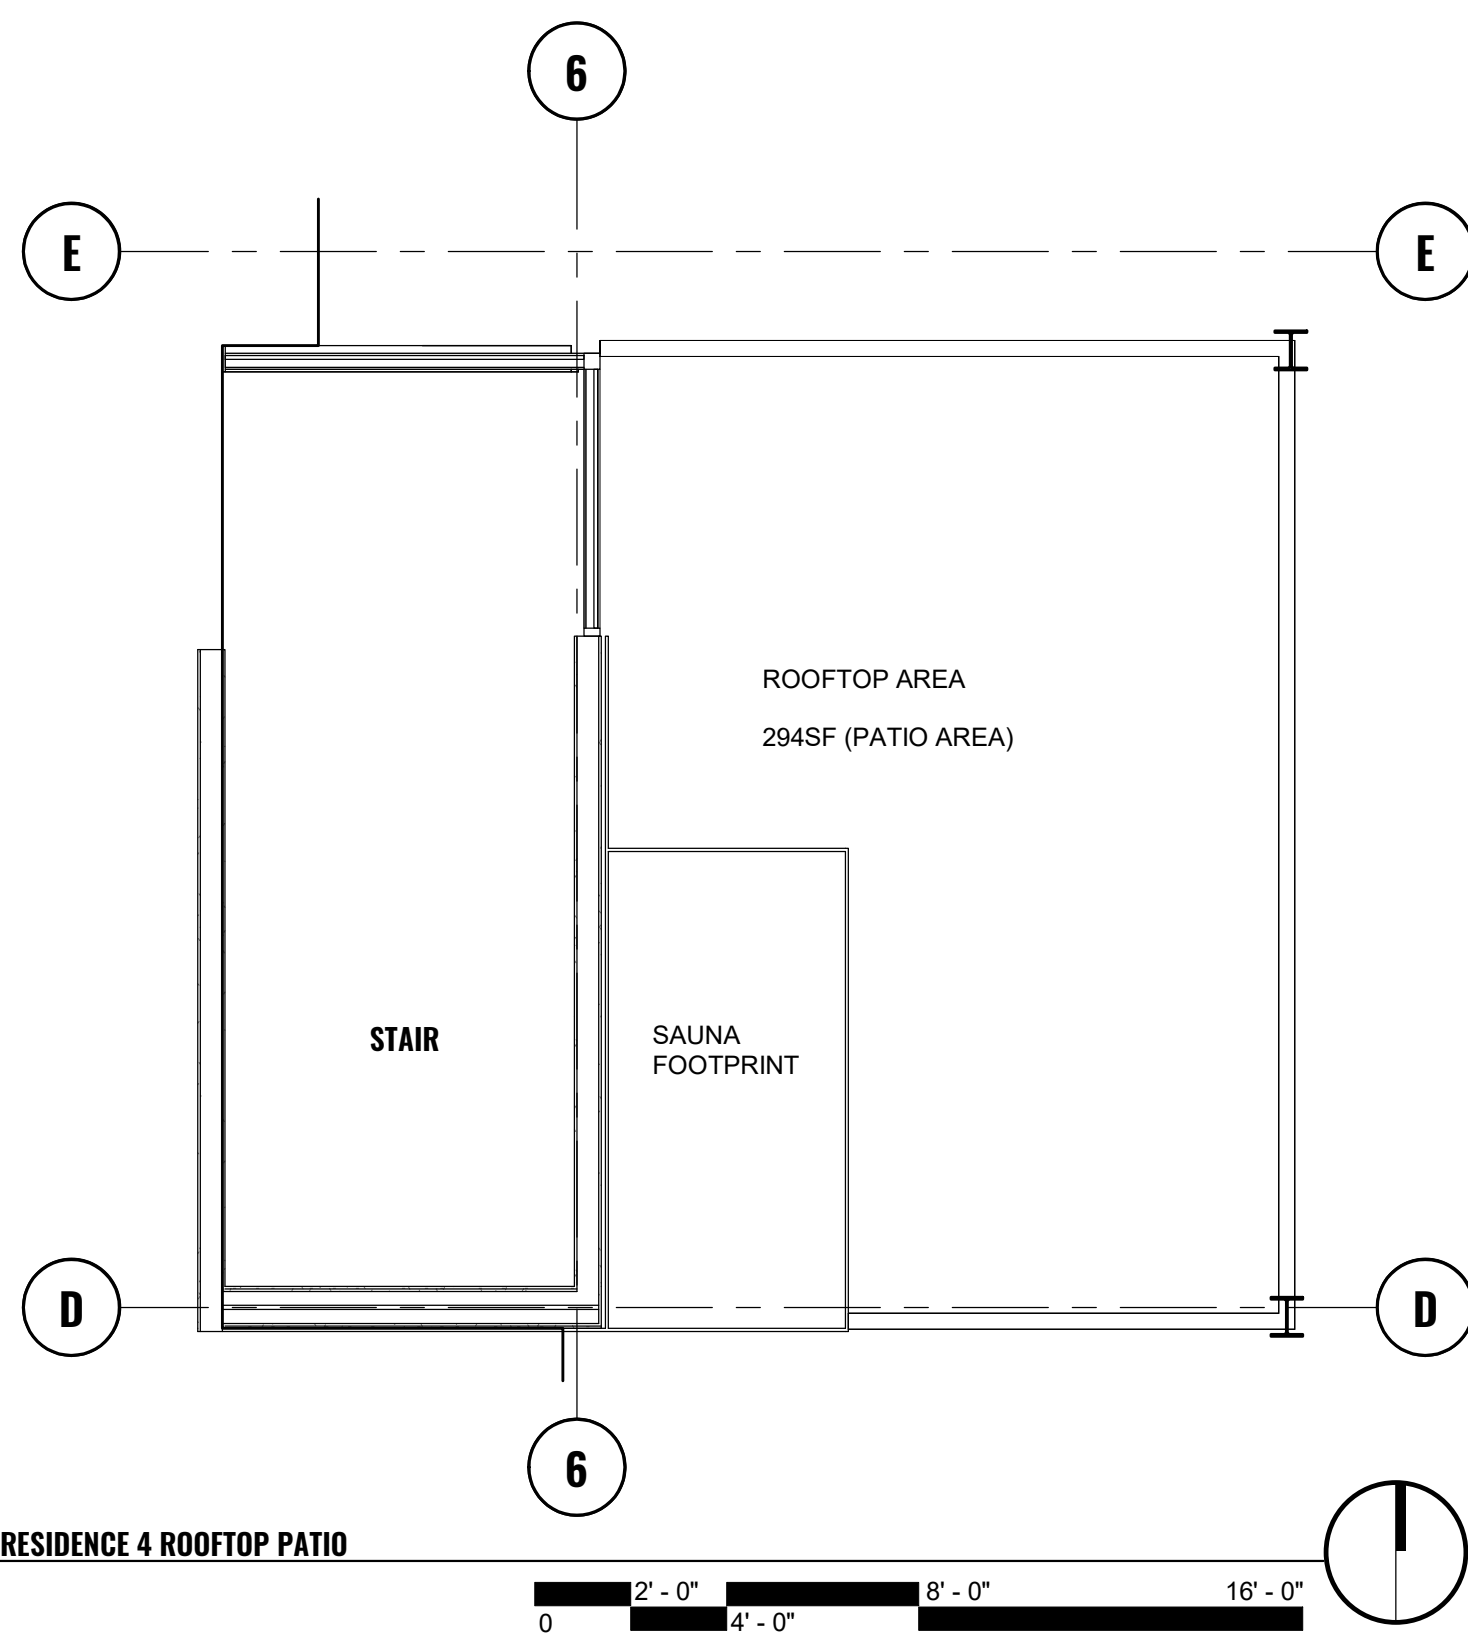 6
E
E
ROOFTOP AREA
294SF (PATIO AREA)
STAIR
SAUNA
FOOTPRINT
D
D
6
RESIDENCE 4 ROOFTOP PATIO
2' - 0"
8' - 0"
16' - 0"
0
4' - 0"